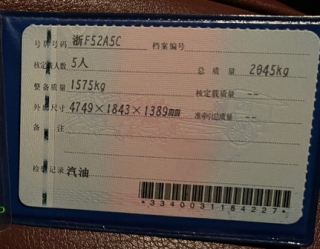 号牌号码 浙F52A5C 档案编号
核定载人数 5人 总质量 2045kg
整备质量 1575kg 核定载质量 --
外廓尺寸 4749×1843×1389mm 准牵引总质量 --
备注
检验记录 汽油
*3340031184227*